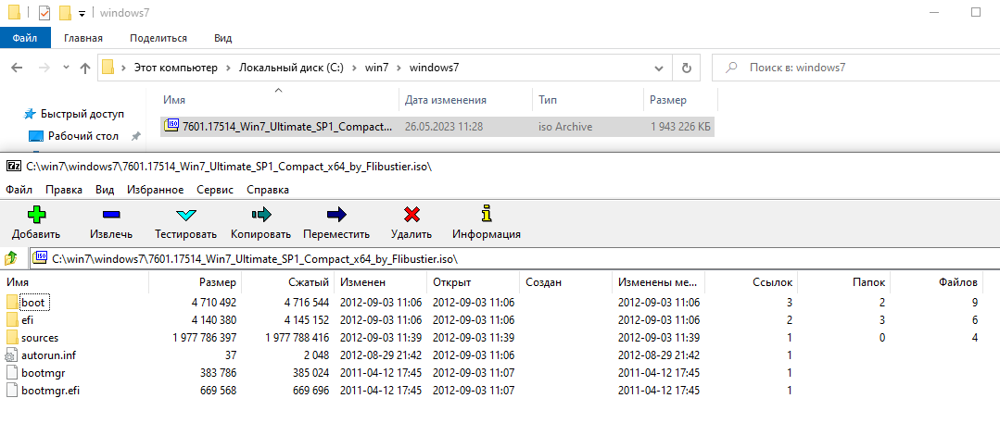 windows7
Файл Главная Поделиться Вид
Этот компьютер › Локальный диск (C:) › win7 › windows7
Поиск в: windows7
Имя Дата изменения Тип Размер
Быстрый доступ
Рабочий стол
7601.17514_Win7_Ultimate_SP1_Compact... 26.05.2023 11:28 iso Archive 1 943 226 КБ
C:\win7\windows7\7601.17514_Win7_Ultimate_SP1_Compact_x64_by_Flibustier.iso\
Файл Правка Вид Избранное Сервис Справка
Добавить Извлечь Тестировать Копировать Переместить Удалить Информация
C:\win7\windows7\7601.17514_Win7_Ultimate_SP1_Compact_x64_by_Flibustier.iso\
Имя Размер Сжатый Изменен Открыт Создан Изменены ме... Ссылок Папок Файлов
boot 4 710 492 4 716 544 2012-09-03 11:06 2012-09-03 11:06 2012-09-03 11:06 3 2 9
efi 4 140 380 4 145 152 2012-09-03 11:06 2012-09-03 11:06 2012-09-03 11:06 2 3 6
sources 1 977 786 397 1 977 788 416 2012-09-03 11:39 2012-09-03 11:39 2012-09-03 11:39 1 0 4
autorun.inf 37 2 048 2012-08-29 21:42 2012-09-03 11:06 2012-08-29 21:42 1
bootmgr 383 786 385 024 2011-04-12 17:45 2012-09-03 11:07 2011-04-12 17:45 1
bootmgr.efi 669 568 669 696 2011-04-12 17:45 2012-09-03 11:07 2011-04-12 17:45 1